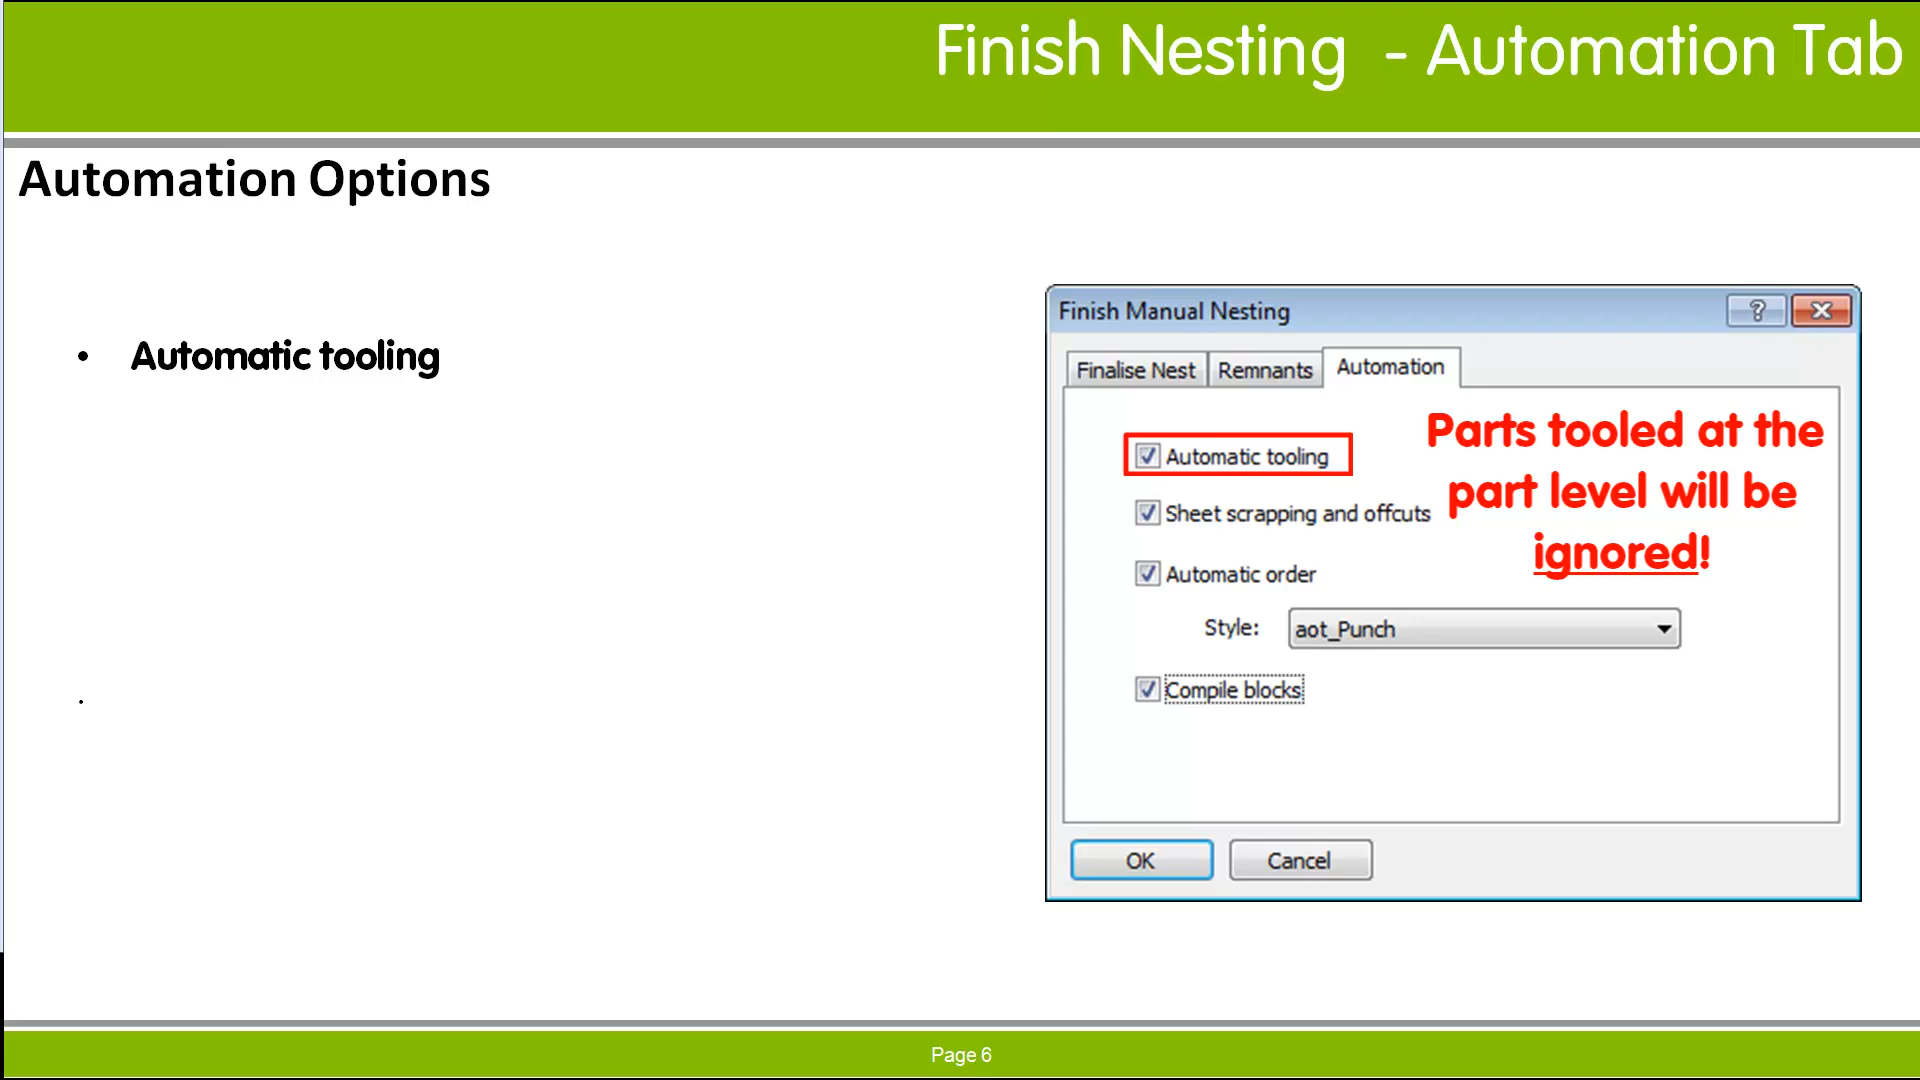 Finish Nesting - Automation Tab
Automation Options
• Automatic tooling
Finish Manual Nesting
Finalise Nest Remnants Automation
Automatic tooling
Sheet scrapping and offcuts
Automatic order
Style: aot_Punch
Compile blocks
Parts tooled at the
part level will be
ignored!
OK Cancel
Page 6